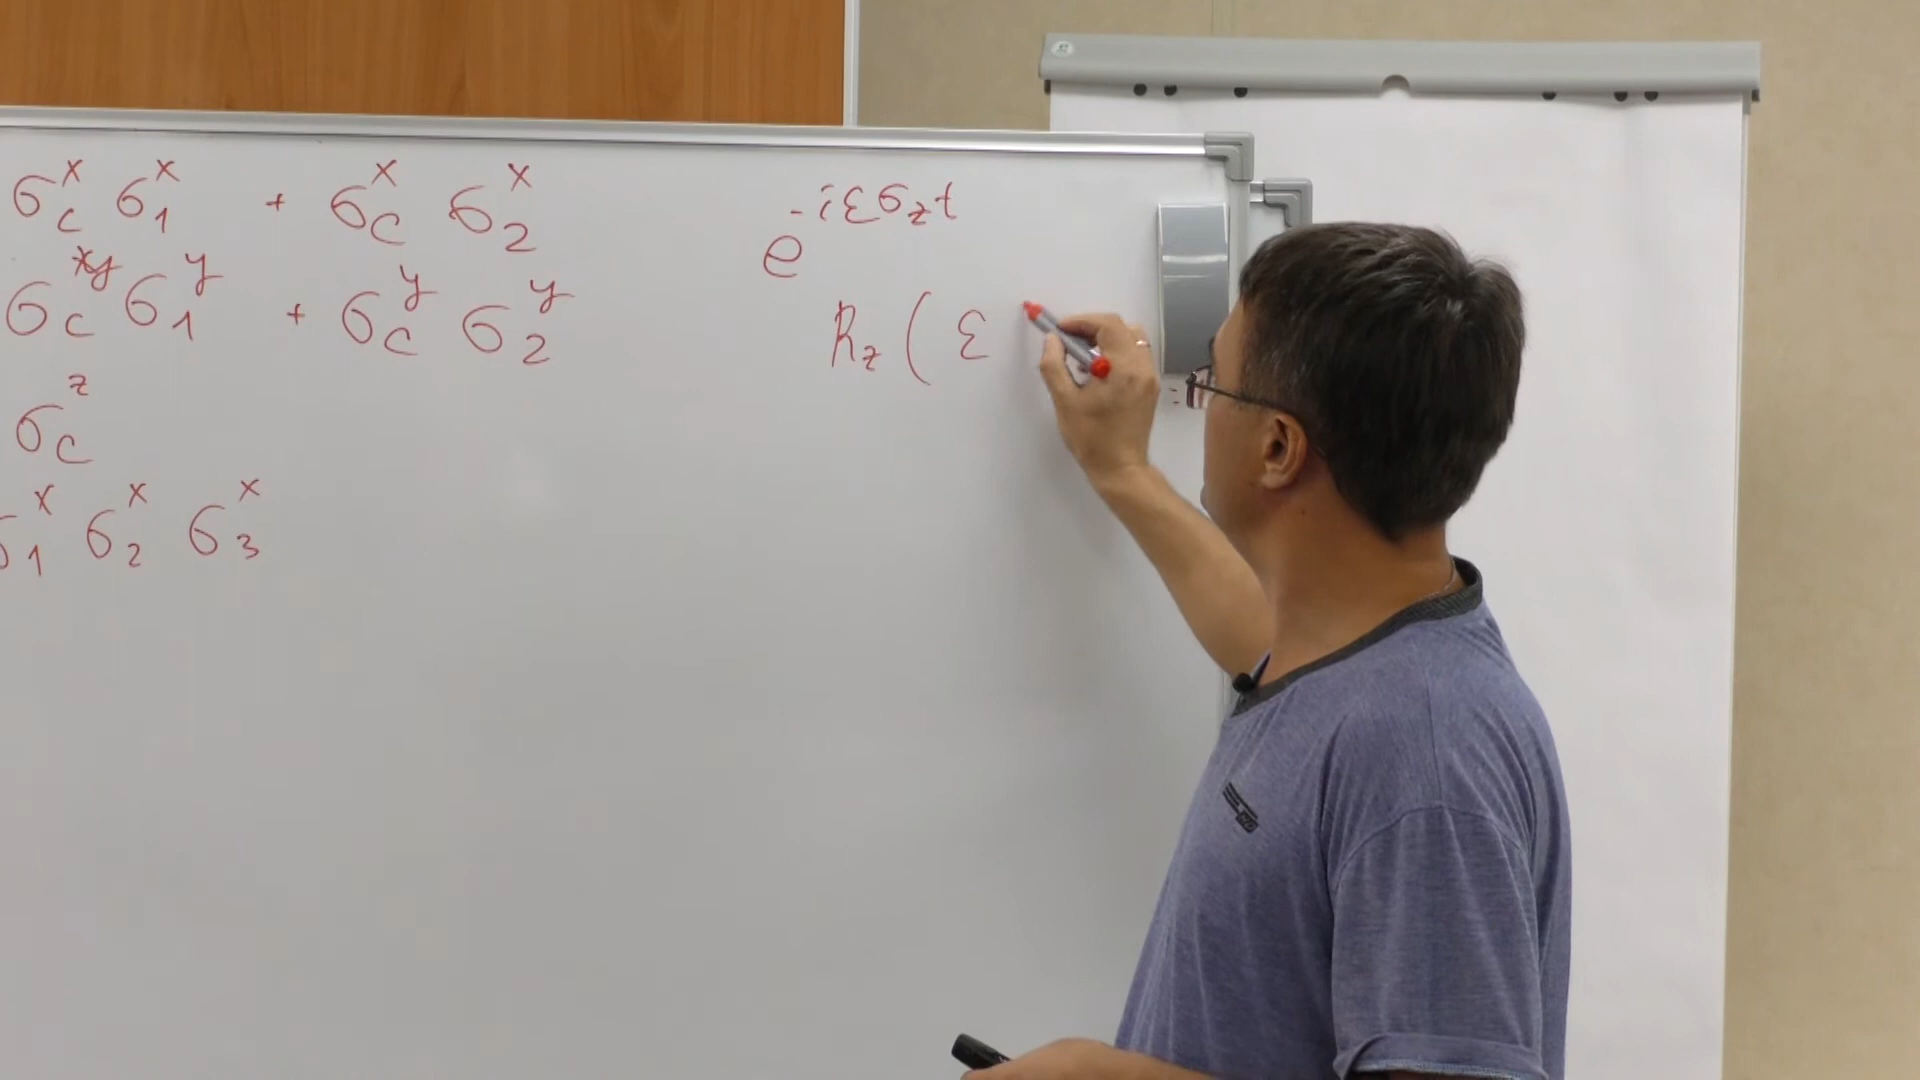 σ_c^x σ_1^x + σ_c^x σ_2^x
σ_c^y σ_1^y + σ_c^y σ_2^y
σ_c^z
σ_1^x σ_2^x σ_3^x
e^{-iεσ_z t}
R_z ( ε